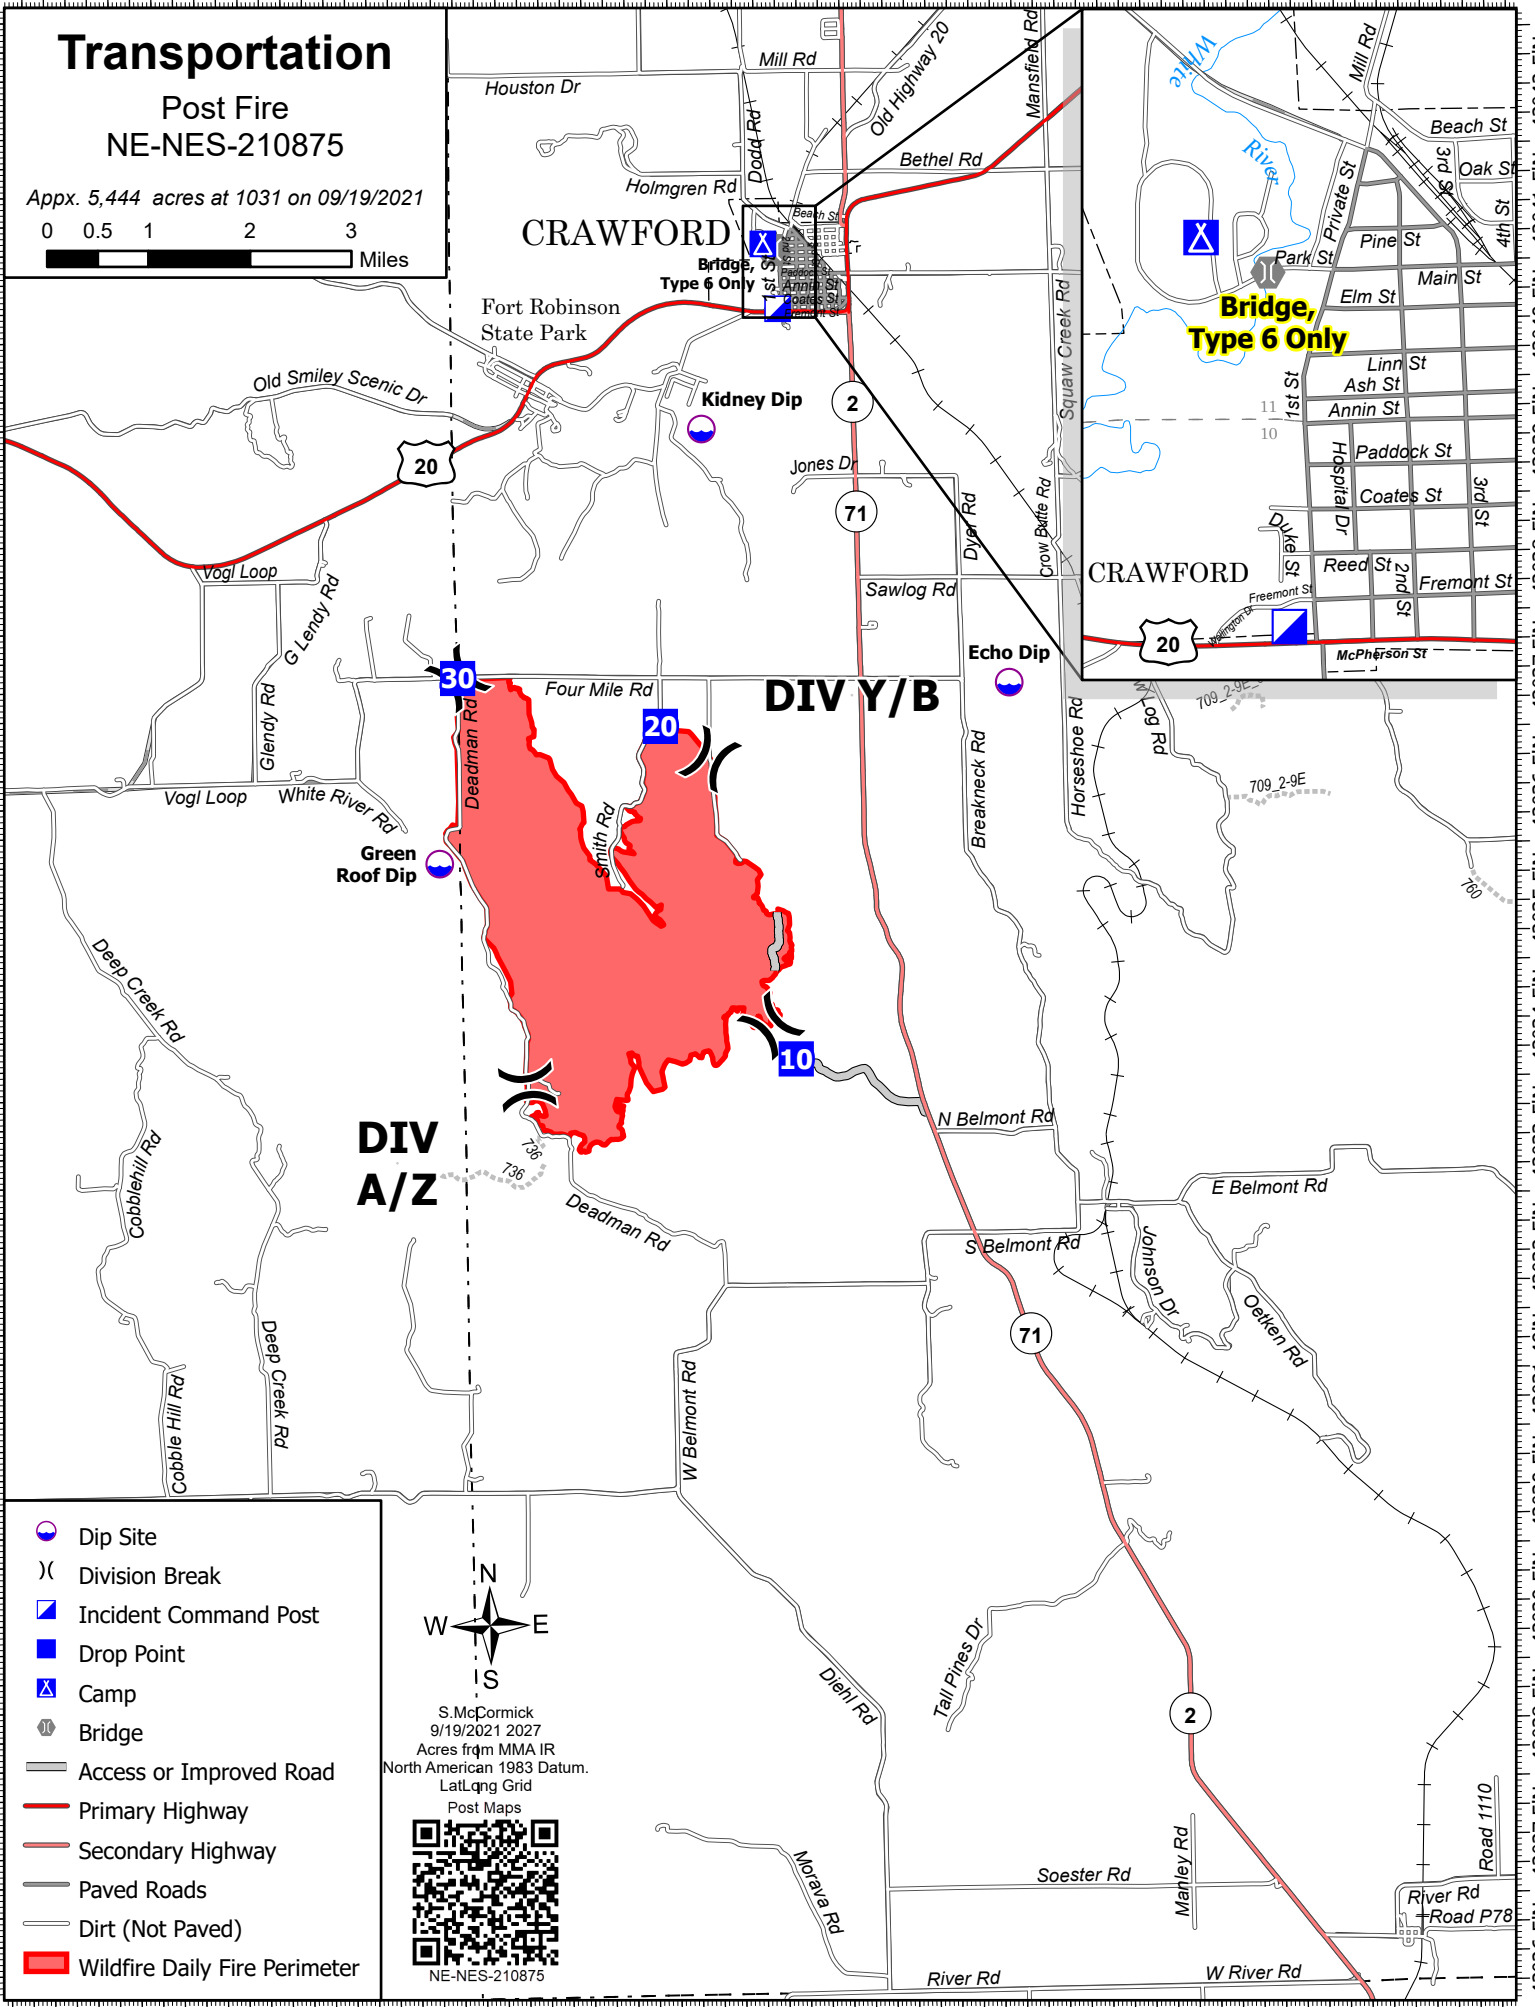 Transportation
Post Fire
NE-NES-210875
Appx. 5,444 acres at 1031 on 09/19/2021
0 0.5 1 2 3
Miles
Houston Dr
Mill Rd
Dodd Rd
Old Highway 20
Mansfield Rd
Bethel Rd
Holmgren Rd
Beach St
CRAWFORD
Bridge,
Type 6 Only
1st St
Paddock St
Annin St
Coates St
Fremont St
Fort Robinson
State Park
Old Smiley Scenic Dr
20
Kidney Dip
2
Squaw Creek Rd
Jones Dr
71
Dyer Rd
Crow Butte Rd
Vogl Loop
G Lendy Rd
Sawlog Rd
Echo Dip
30
Four Mile Rd
DIV Y/B
20
Glendy Rd
Deadman Rd
Vogl Loop
White River Rd
Smith Rd
Breakneck Rd
Horseshoe Rd
709_2-9E
760
Green
Roof Dip
Deep Creek Rd
10
N Belmont Rd
DIV
A/Z
736
736
Cobblehill Rd
Deadman Rd
E Belmont Rd
S Belmont Rd
Johnson Dr
Oetken Rd
71
Deep Creek Rd
Cobble Hill Rd
W Belmont Rd
Tall Pines Dr
Diehl Rd
2
Morava Rd
Soester Rd
Manley Rd
Road 1110
River Rd
Road P78
River Rd
W River Rd
White
River
Mill Rd
Beach St
3rd St
Oak St
4th St
Private St
Pine St
Park St
Main St
Elm St
Bridge,
Type 6 Only
Linn St
Ash St
1st St
Annin St
11
10
Paddock St
Hospital Dr
Coates St
3rd St
Duke St
Reed St
2nd St
Fremont St
CRAWFORD
Freemont St
20
McPherson St
Dip Site
Division Break
Incident Command Post
Drop Point
Camp
Bridge
Access or Improved Road
Primary Highway
Secondary Highway
Paved Roads
Dirt (Not Paved)
Wildfire Daily Fire Perimeter
N
W E
S
S.McCormick
9/19/2021 2027
Acres from MMA IR
North American 1983 Datum.
LatLong Grid
Post Maps
NE-NES-210875